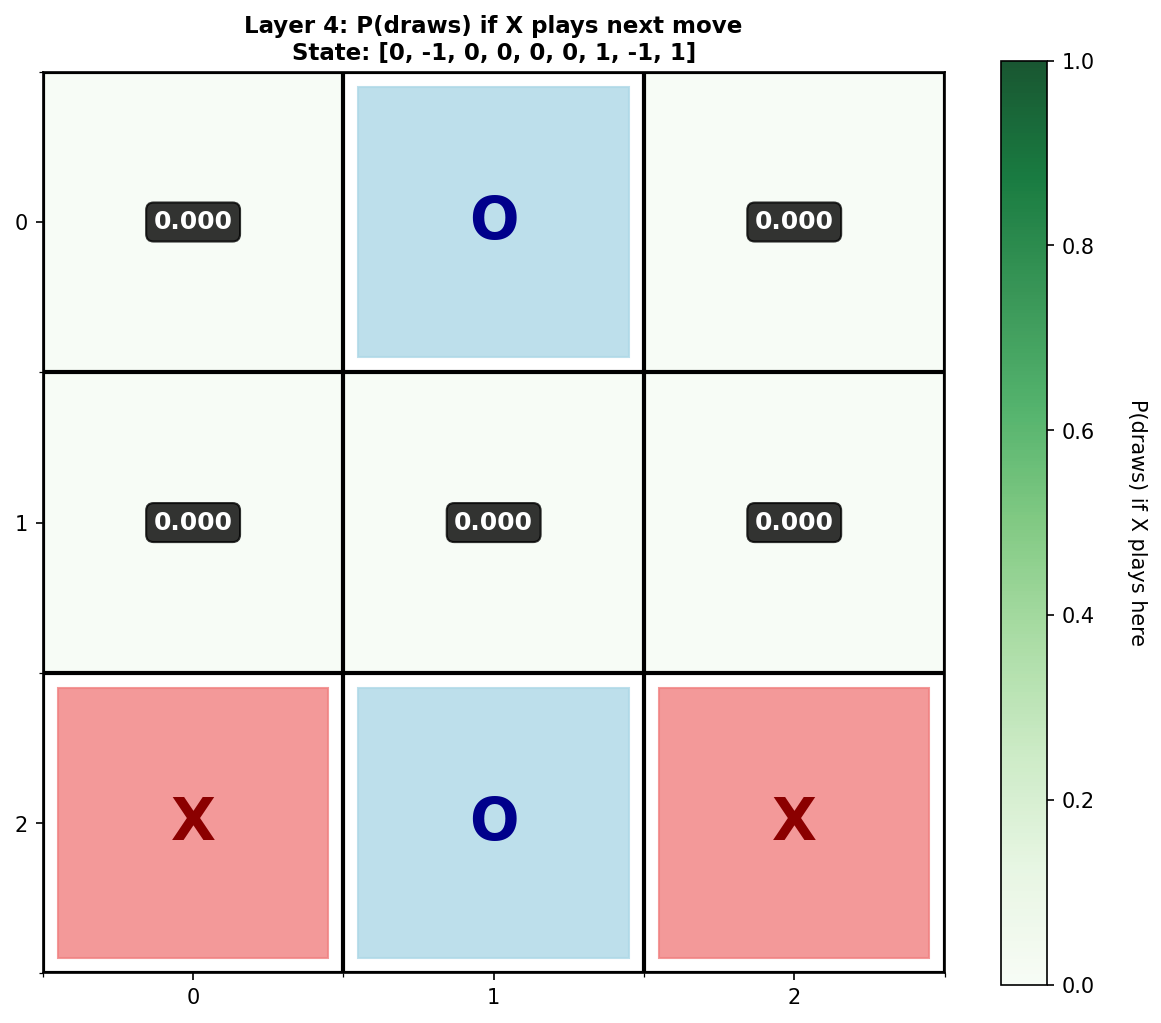 Layer 4: P(draws) if X plays next move
State: [0, -1, 0, 0, 0, 0, 1, -1, 1]
0.000
O
0.000
0.000
0.000
0.000
X
O
X
0
1
2
0
1
2
1.0
0.8
0.6
0.4
0.2
0.0
P(draws) if X plays here